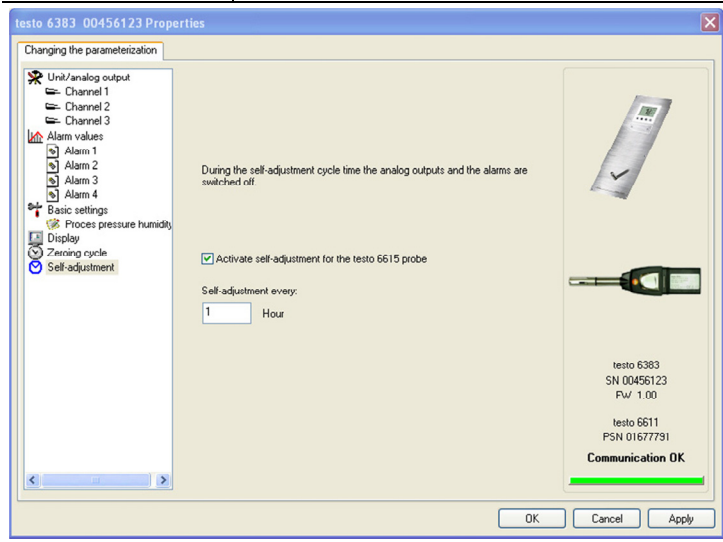 testo 6383 00456123 Properties
Changing the parameterization
Unit/analog output
Channel 1
Channel 2
Channel 3
Alarm values
Alarm 1
Alarm 2
Alarm 3
Alarm 4
Basic settings
Proces pressure humidity
Display
Zeroing cycle
Self-adjustment
During the self-adjustment cycle time the analog outputs and the alarms are
switched off.
Activate self-adjustment for the testo 6615 probe
Self-adjustment every:
1 Hour
testo 6383
SN 00456123
FW 1.00
testo 6611
PSN 01677791
Communication OK
OK Cancel Apply